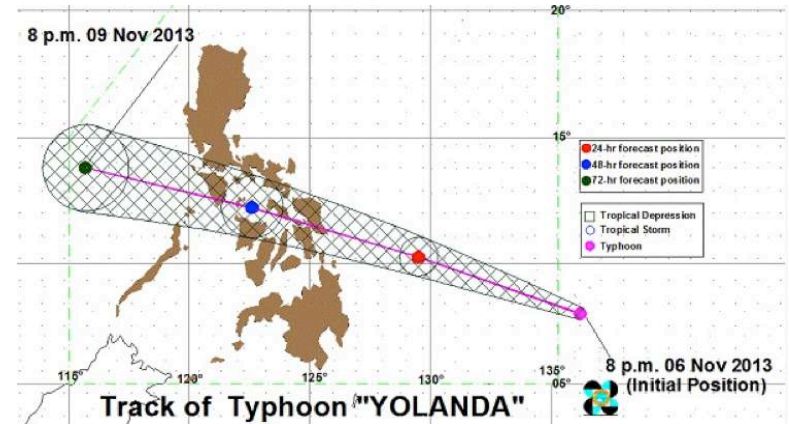 20°
8 p.m. 09 Nov 2013
15°
24-hr forecast position
48-hr forecast position
72-hr forecast position
Tropical Depression
Tropical Storm
Typhoon
8 p.m. 06 Nov 2013
(Initial Position)
115° 120° 125° 130° 135° 05°
Track of Typhoon "YOLANDA"